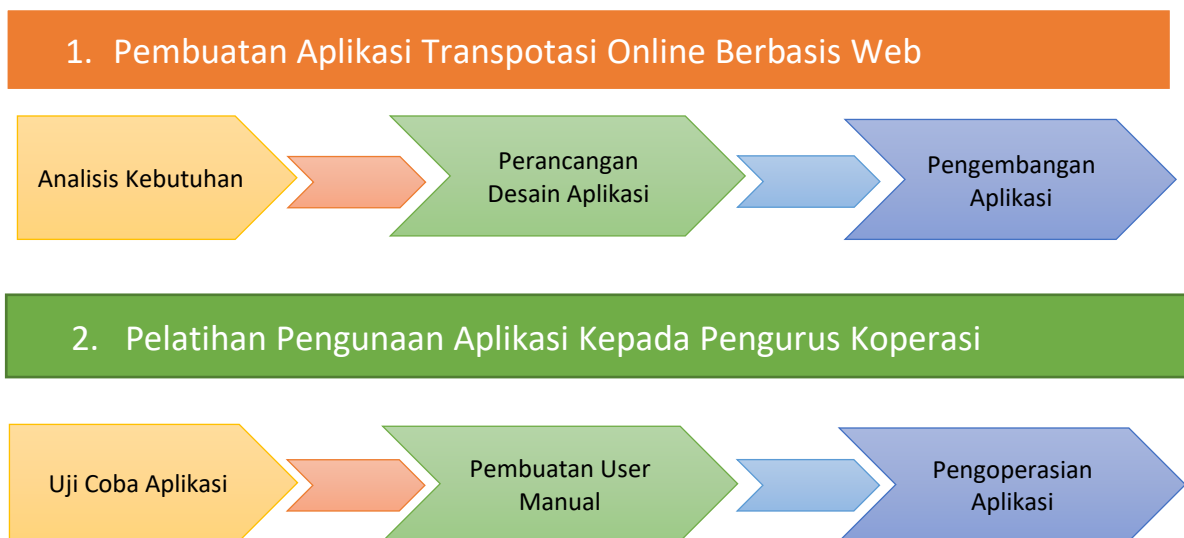 1. Pembuatan Aplikasi Transpotasi Online Berbasis Web
Analisis Kebutuhan
Perancangan
Desain Aplikasi
Pengembangan
Aplikasi
2. Pelatihan Pengunaan Aplikasi Kepada Pengurus Koperasi
Uji Coba Aplikasi
Pembuatan User
Manual
Pengoperasian
Aplikasi